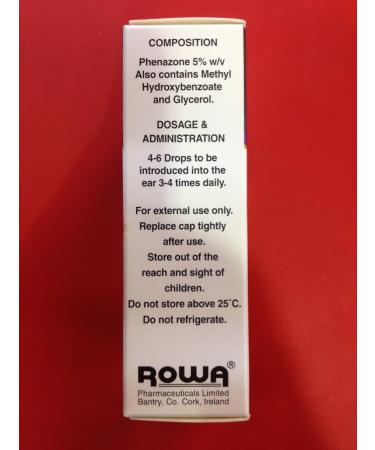 COMPOSITION
Phenazone 5% w/v
Also contains Methyl
Hydroxybenzoate
and Glycerol.
DOSAGE &
ADMINISTRATION
4-6 Drops to be
introduced into the
ear 3-4 times daily.
For external use only.
Replace cap tightly
after use.
Store out of the
reach and sight of
children.
Do not store above 25˚C.
Do not refrigerate.
ROWA®
Pharmaceuticals Limited
Bantry, Co. Cork, Ireland